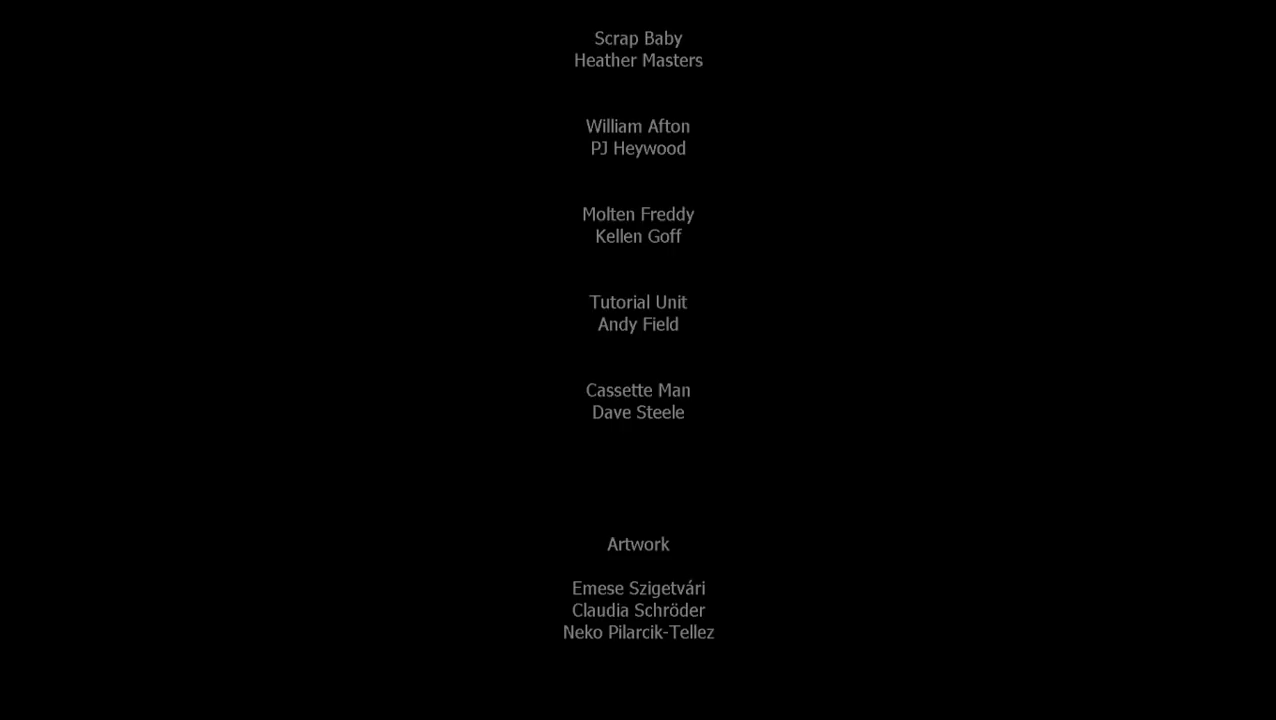 Scrap Baby
Heather Masters
William Afton
PJ Heywood
Molten Freddy
Kellen Goff
Tutorial Unit
Andy Field
Cassette Man
Dave Steele
Artwork
Emese Szigetvári
Claudia Schröder
Neko Pilarcik-Tellez